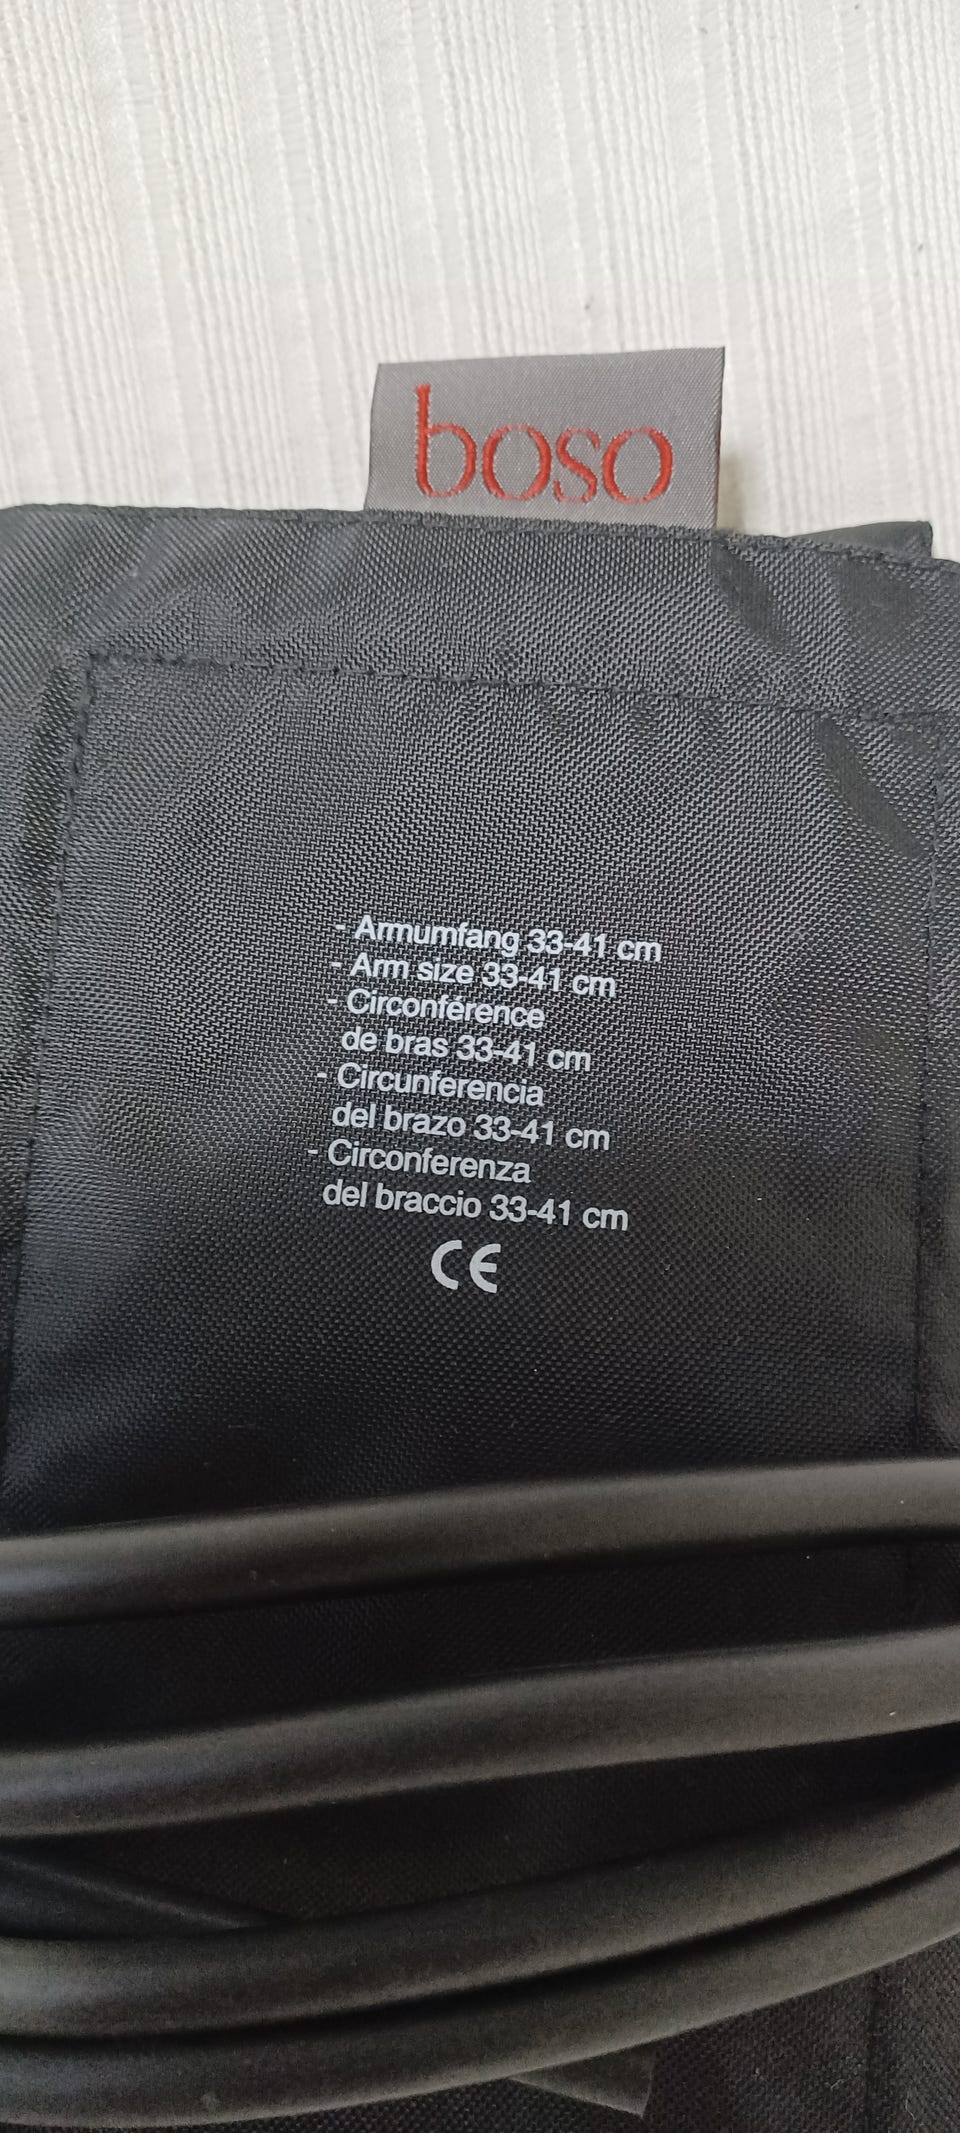 boso
- Armumfang 33-41 cm
- Arm size 33-41 cm
- Circonférence
de bras 33-41 cm
- Circunferencia
del brazo 33-41 cm
- Circonferenza
del braccio 33-41 cm
CE